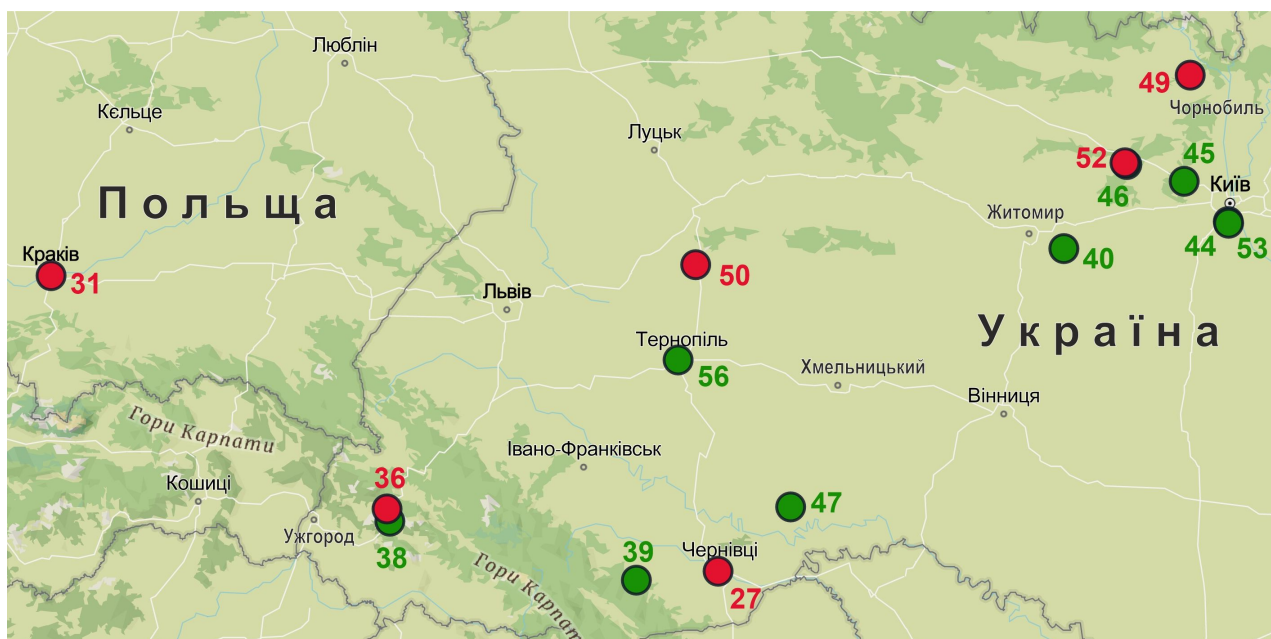 Люблін
49
Чорнобиль
Кєльце
Луцьк
52
45
46
Київ
Польща
Житомир
40
44
53
Краків
31
50
Львів
Україна
Тернопіль
56
Хмельницький
Вінниця
Гори Карпати
Івано-Франківськ
Кошиці
36
47
Ужгород
38
39
Чернівці
Гори Карпати
27